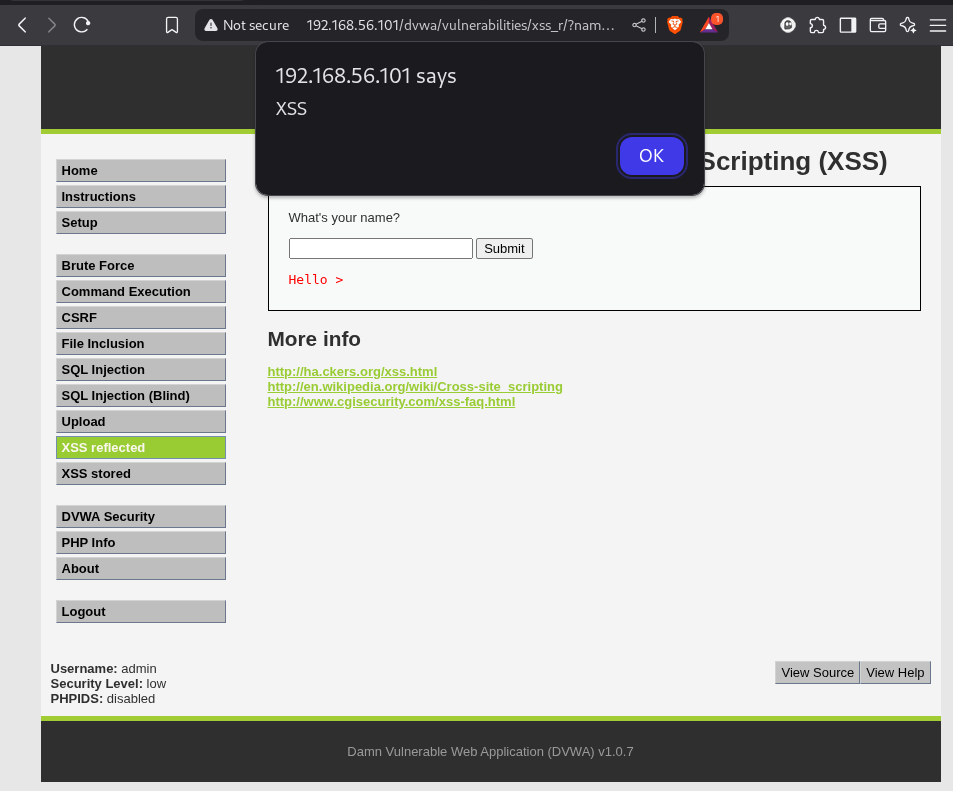 Not secure 192.168.56.101/dvwa/vulnerabilities/xss_r/?nam...
1
192.168.56.101 says
XSS
OK
Scripting (XSS)
Home
Instructions
Setup
Brute Force
Command Execution
CSRF
File Inclusion
SQL Injection
SQL Injection (Blind)
Upload
XSS reflected
XSS stored
DVWA Security
PHP Info
About
Logout
What's your name?
Submit
Hello >
More info
http://ha.ckers.org/xss.html
http://en.wikipedia.org/wiki/Cross-site_scripting
http://www.cgisecurity.com/xss-faq.html
Username: admin
Security Level: low
PHPIDS: disabled
View Source View Help
Damn Vulnerable Web Application (DVWA) v1.0.7